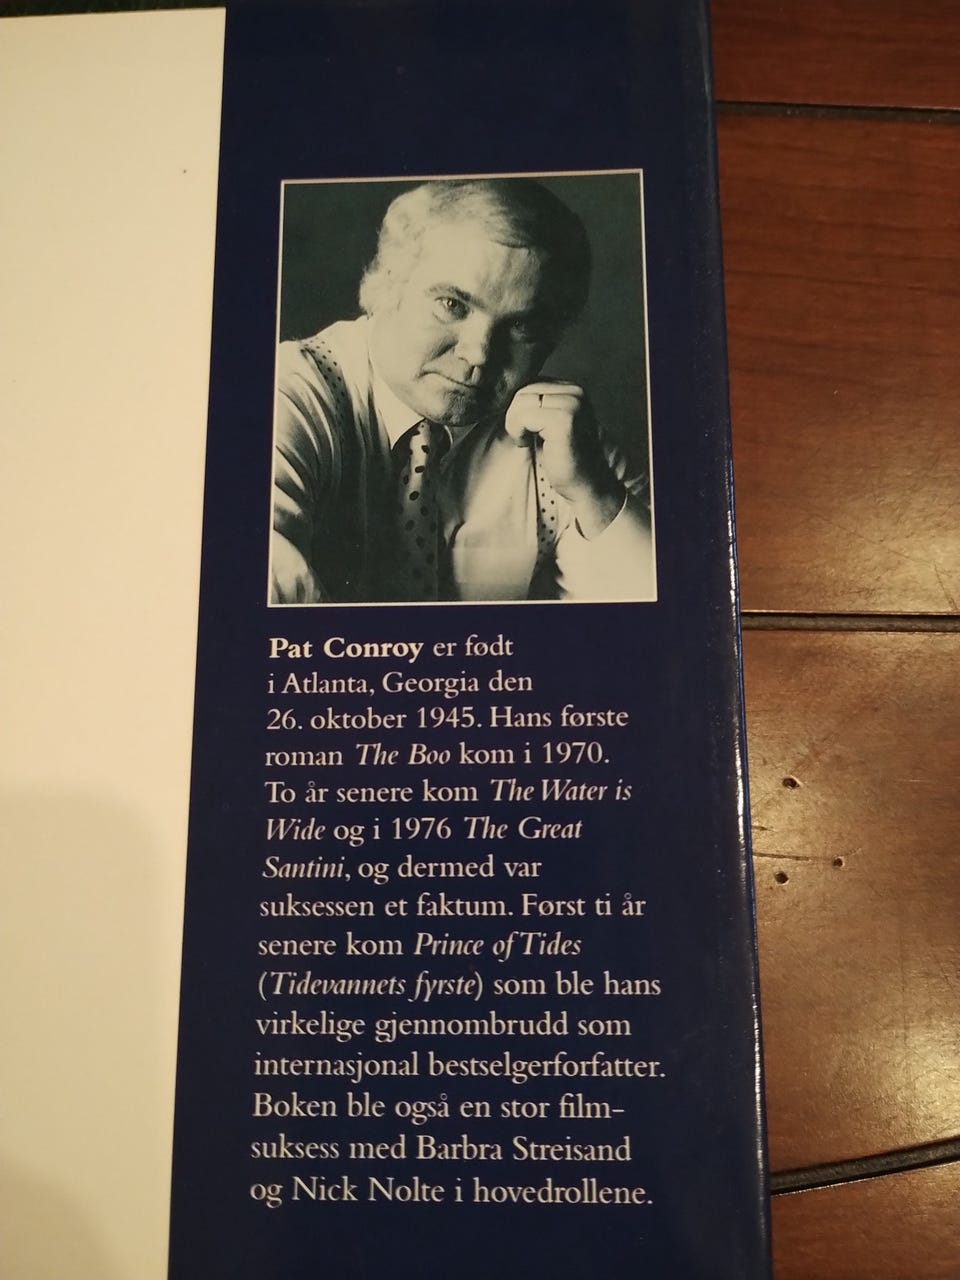 Pat Conroy er født
i Atlanta, Georgia den
26. oktober 1945. Hans første
roman The Boo kom i 1970.
To år senere kom The Water is
Wide og i 1976 The Great
Santini, og dermed var
suksessen et faktum. Først ti år
senere kom Prince of Tides
(Tidevannets fyrste) som ble hans
virkelige gjennombrudd som
internasjonal bestselgerforfatter.
Boken ble også en stor film-
suksess med Barbra Streisand
og Nick Nolte i hovedrollene.